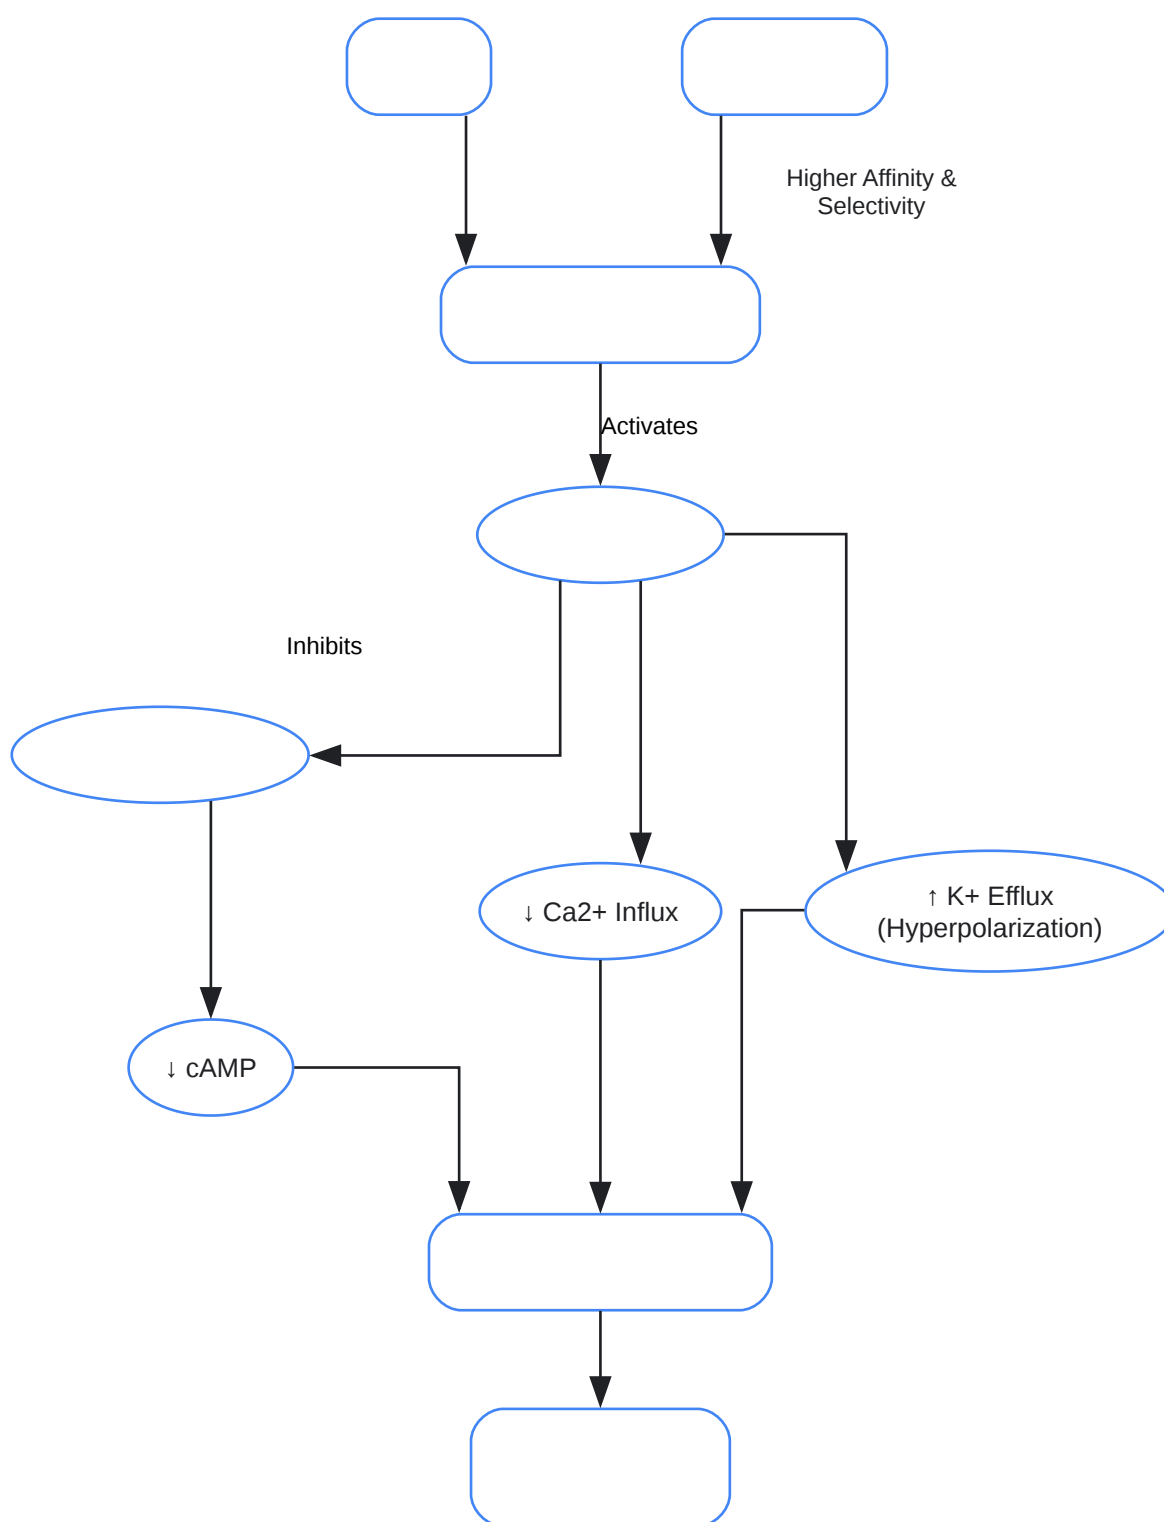 Higher Affinity &
Selectivity
Activates
Inhibits
↓ Ca2+ Influx
↑ K+ Efflux
(Hyperpolarization)
↓ cAMP